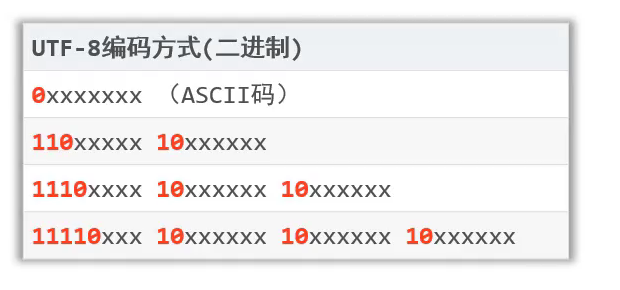 UTF-8编码方式(二进制)
0xxxxxxx （ASCII码）
110xxxxx 10xxxxxx
1110xxxx 10xxxxxx 10xxxxxx
11110xxx 10xxxxxx 10xxxxxx 10xxxxxx